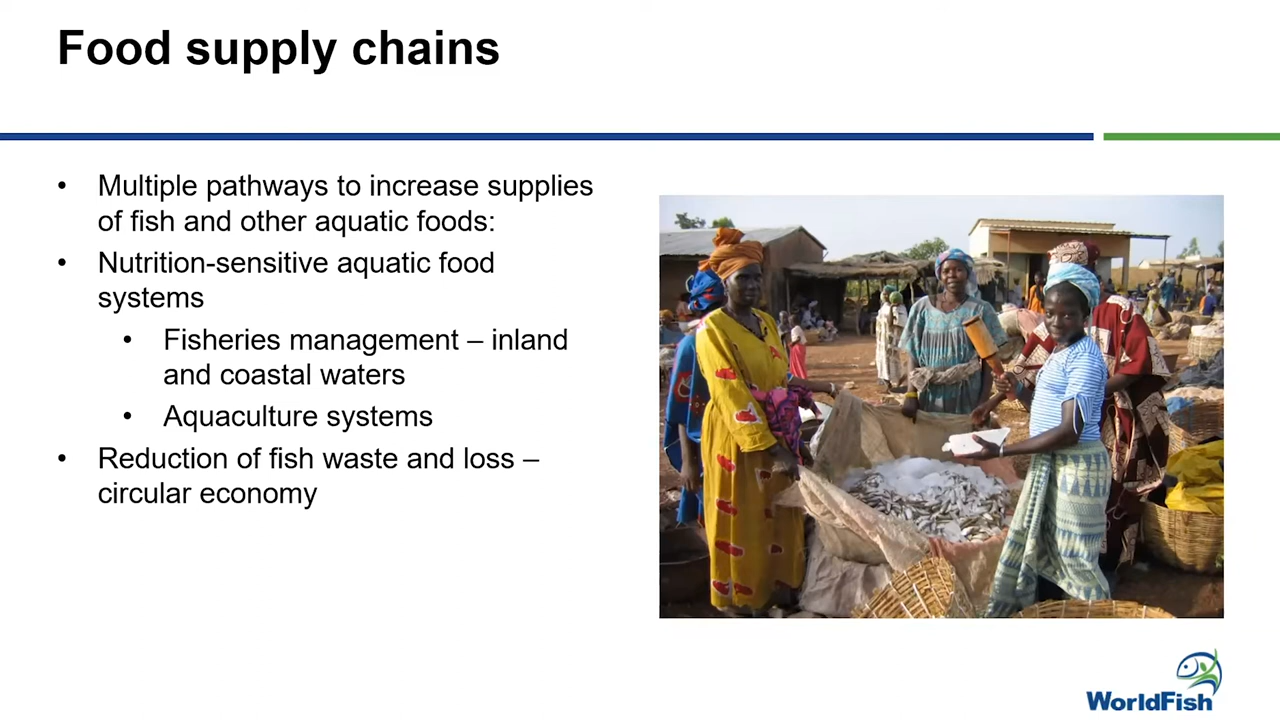 Food supply chains
• Multiple pathways to increase supplies
of fish and other aquatic foods:
• Nutrition-sensitive aquatic food
systems
• Fisheries management – inland
and coastal waters
• Aquaculture systems
• Reduction of fish waste and loss –
circular economy
WorldFish